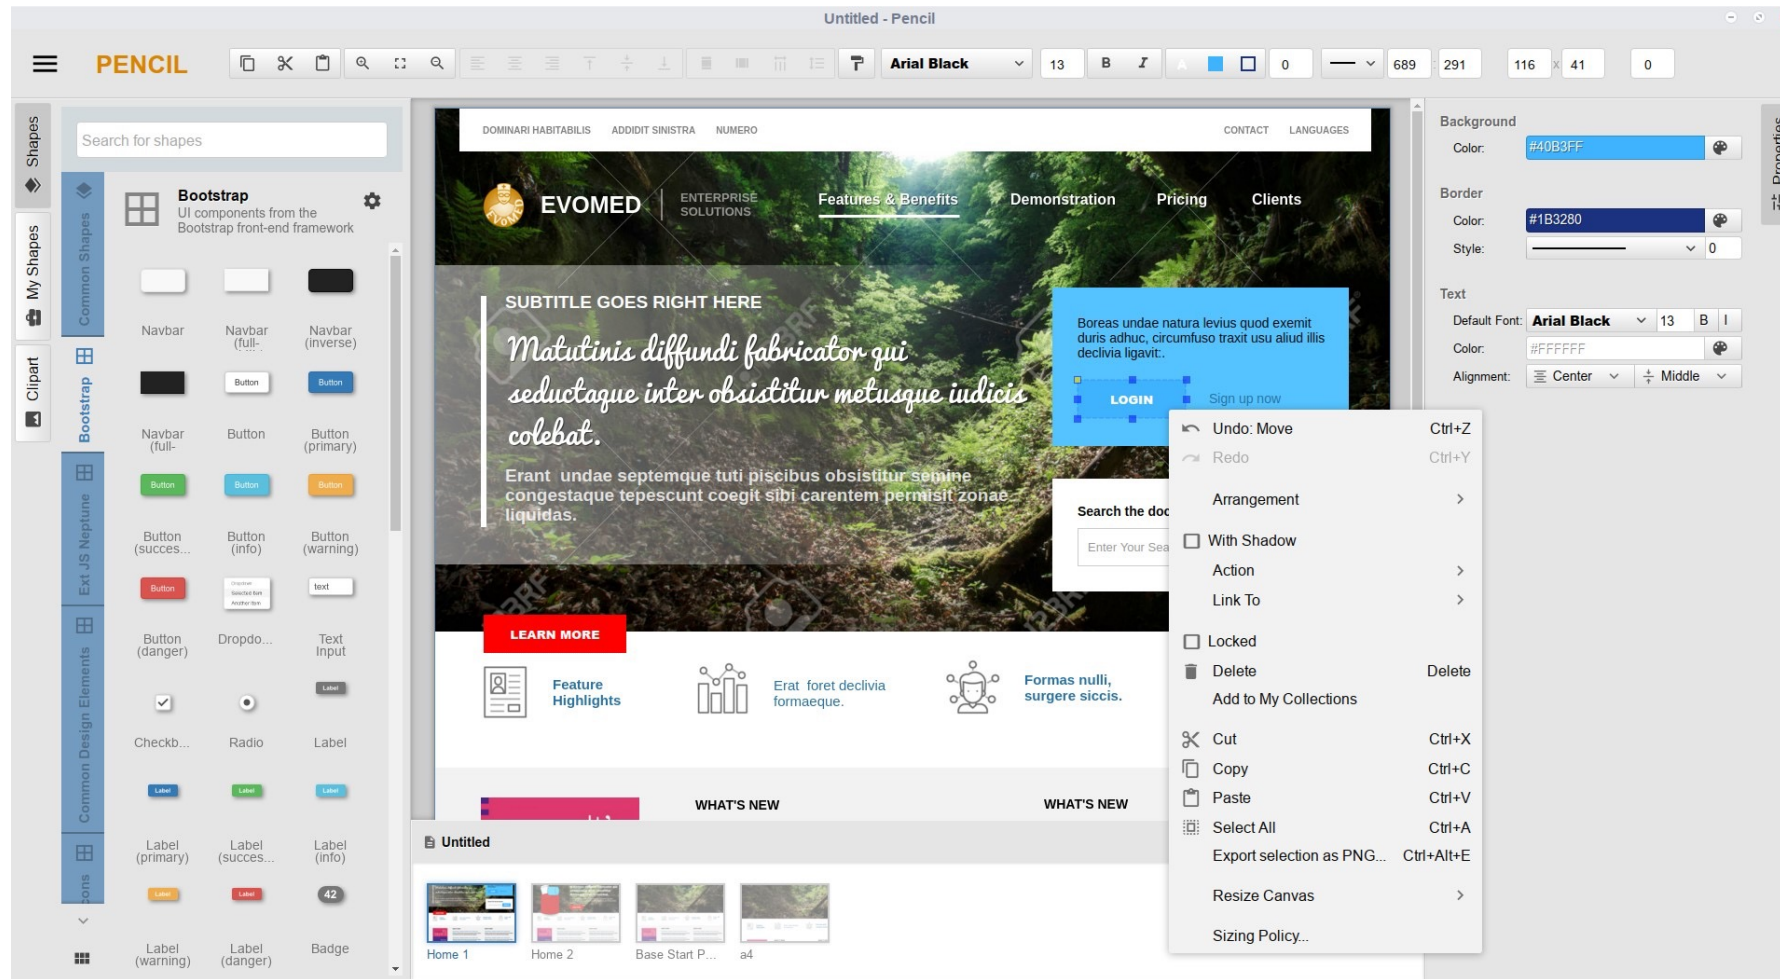 Untitled - Pencil
PENCIL
Arial Black
13
B I
A
0
689 : 291
116 x 41
0
Shapes
My Shapes
Clipart
Search for shapes
Common Shapes
Bootstrap
Ext JS Neptune
Common Design Elements
Bootstrap
UI components from the
Bootstrap front-end framework
Navbar
Navbar
(full-
Navbar
(inverse)
Button
Button
Navbar
(full-
Button
Button
(primary)
Button
Button
Button
Button
(succes...
Button
(info)
Button
(warning)
Button
Dropdown
Selected Item
Another Item
text
Button
(danger)
Dropdo...
Text
Input
Label
Checkb...
Radio
Label
Label
Label
Label
Label
(primary)
Label
(succes...
Label
(info)
Label
Label
42
Label
(warning)
Label
(danger)
Badge
DOMINARI HABITABILIS ADDIDIT SINISTRA NUMERO
CONTACT LANGUAGES
EVOMED
EVOMED
ENTERPRISE
SOLUTIONS
Features & Benefits Demonstration Pricing Clients
SUBTITLE GOES RIGHT HERE
Matutinis diffundi fabricator qui
seductaque inter obsistitur metusque iudicis
colebat.
Erant undae septemque tuti piscibus obsistitur semine
congestaque tepescunt coegit sibi carentem permisit zonae
liquidas.
123RF
Boreas undae natura levius quod exemit
duris adhuc, circumfuso traxit usu aliud illis
declivia ligavit:.
LOGIN
Sign up now
Search the doc
Enter Your Sea
LEARN MORE
Feature
Highlights
Erat foret declivia
formaeque.
Formas nulli,
surgere siccis.
WHAT'S NEW
WHAT'S NEW
Untitled
Home 1
Home 2
Base Start P...
a4
Undo: Move Ctrl+Z
Redo Ctrl+Y
Arrangement
With Shadow
Action
Link To
Locked
Delete Delete
Add to My Collections
Cut Ctrl+X
Copy Ctrl+C
Paste Ctrl+V
Select All Ctrl+A
Export selection as PNG... Ctrl+Alt+E
Resize Canvas
Sizing Policy...
Background
Color: #40B3FF
Border
Color: #1B3280
Style: 0
Text
Default Font: Arial Black 13 B I
Color: #FFFFFF
Alignment: Center Middle
Properties